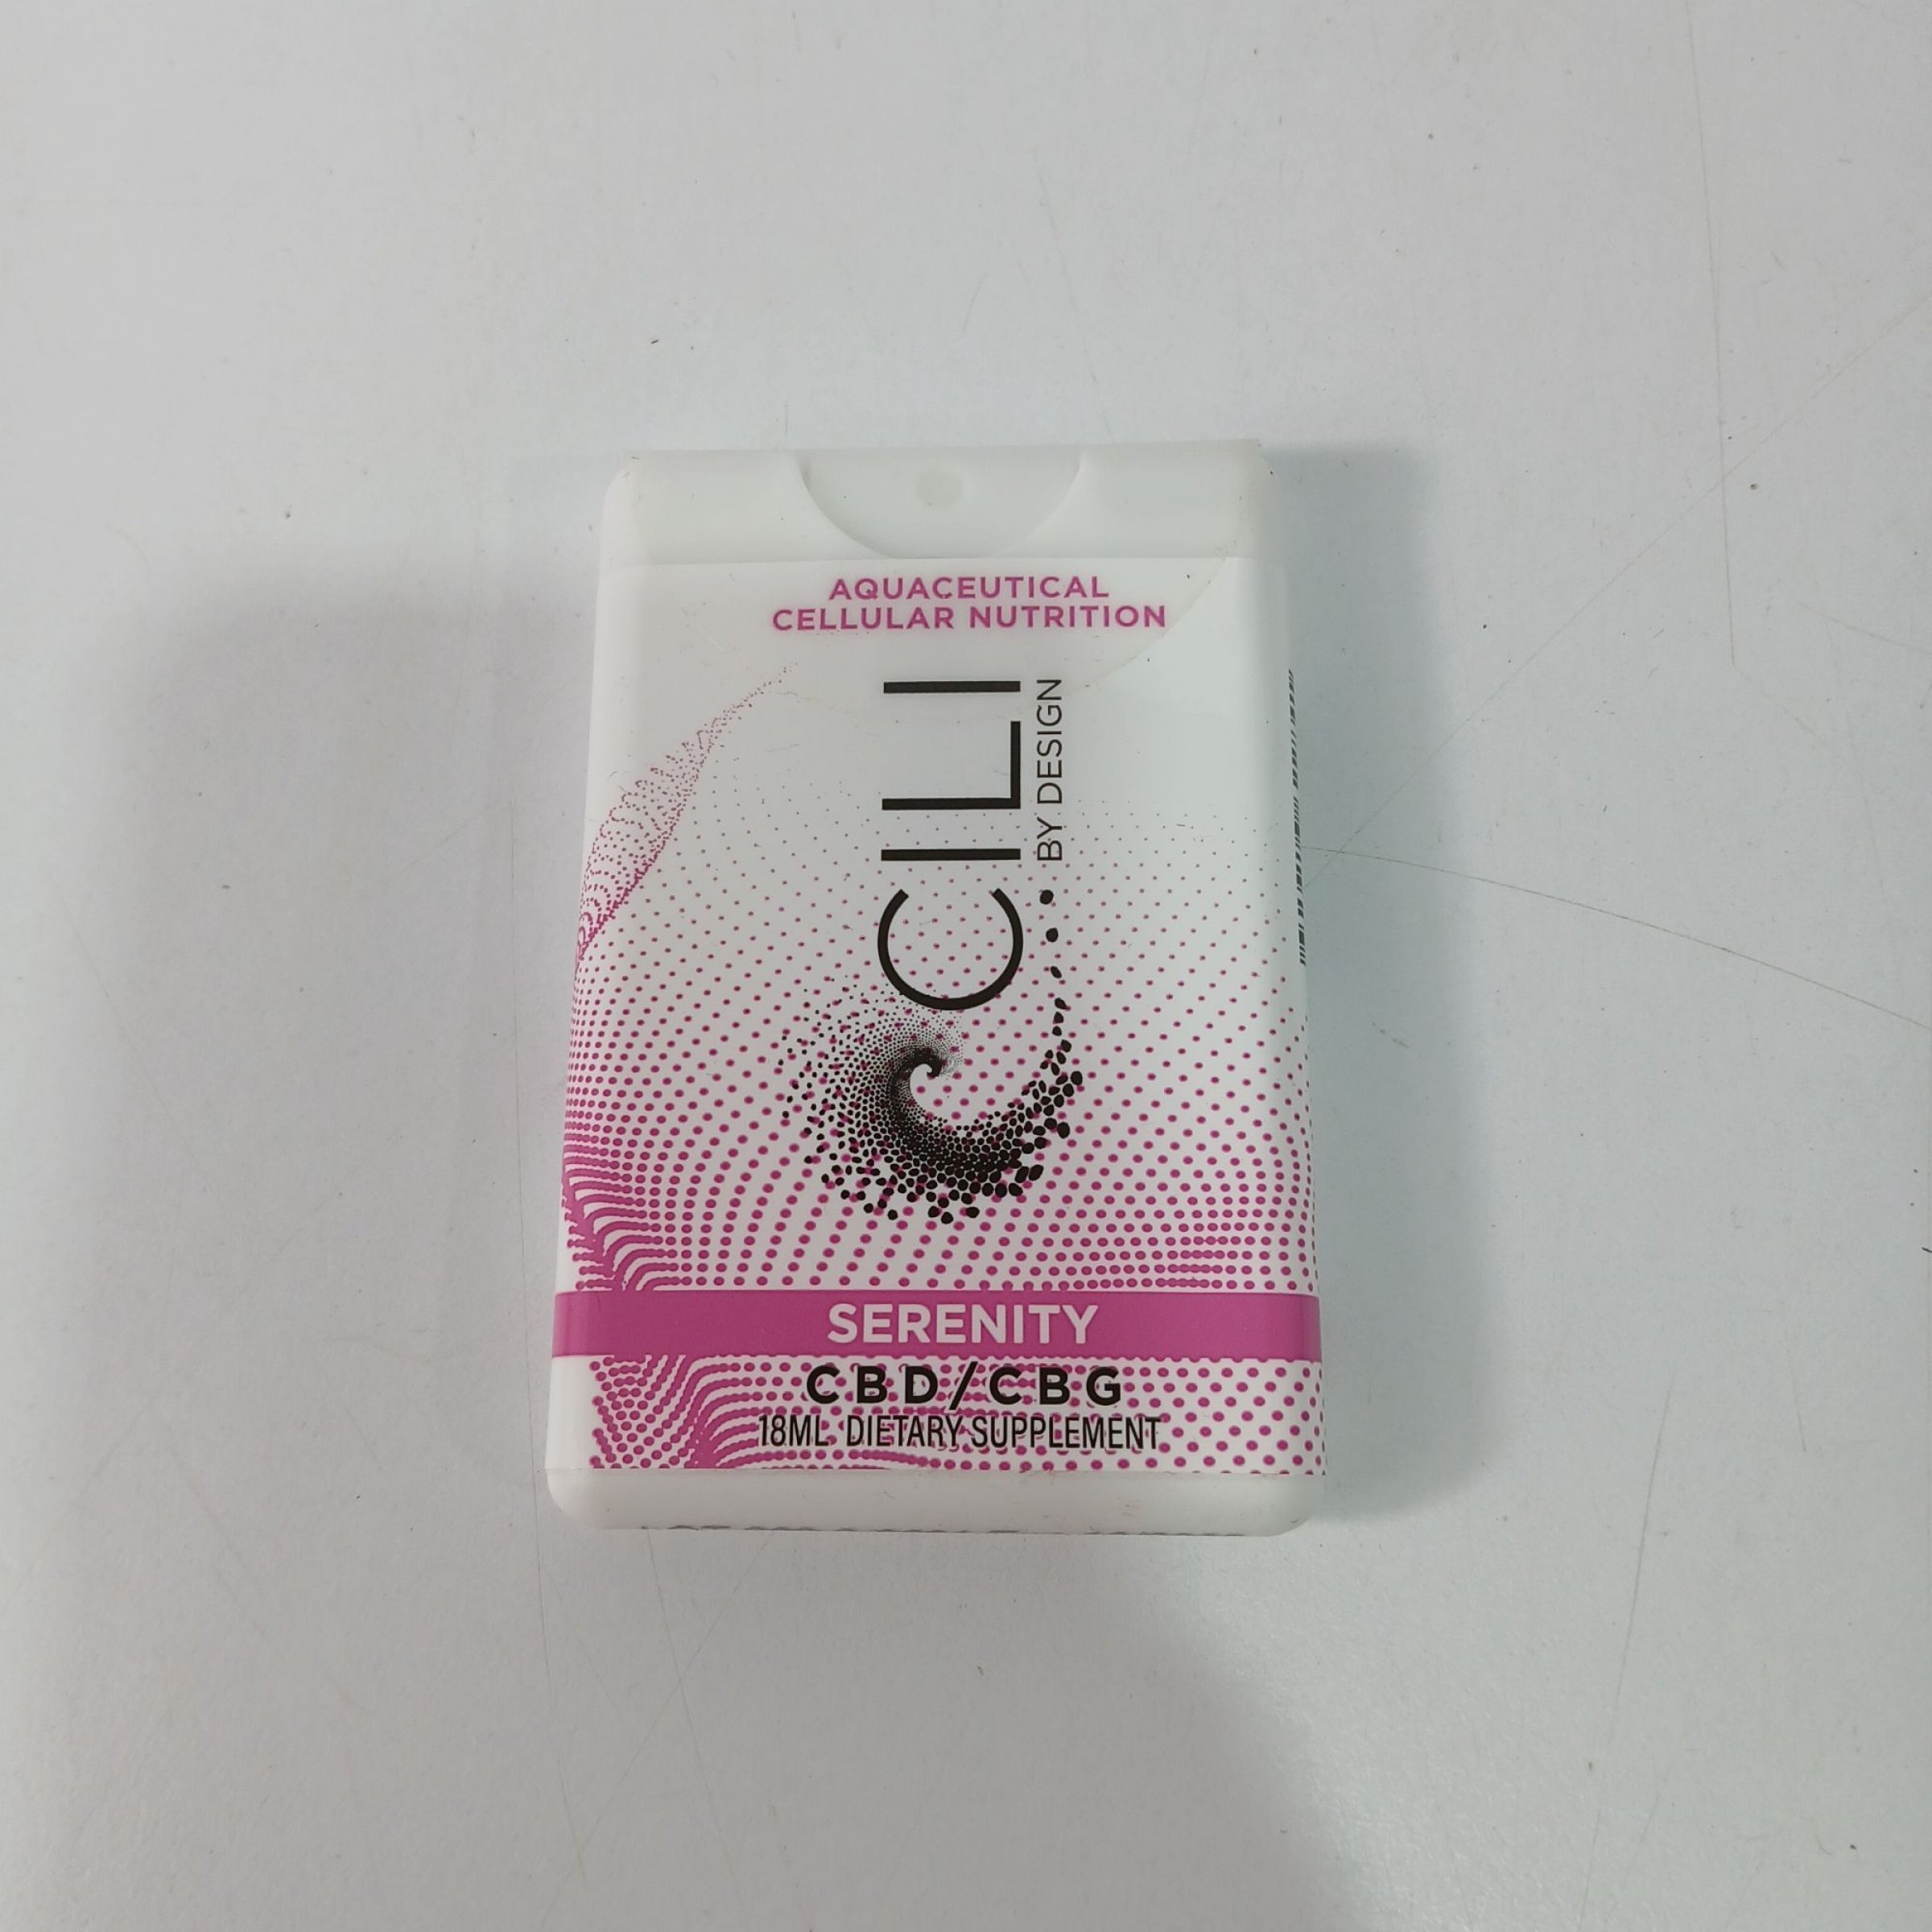 AQUACEUTICAL
CELLULAR NUTRITION
CILI
BY DESIGN
SERENITY
CBD/CBG
18ML DIETARY SUPPLEMENT